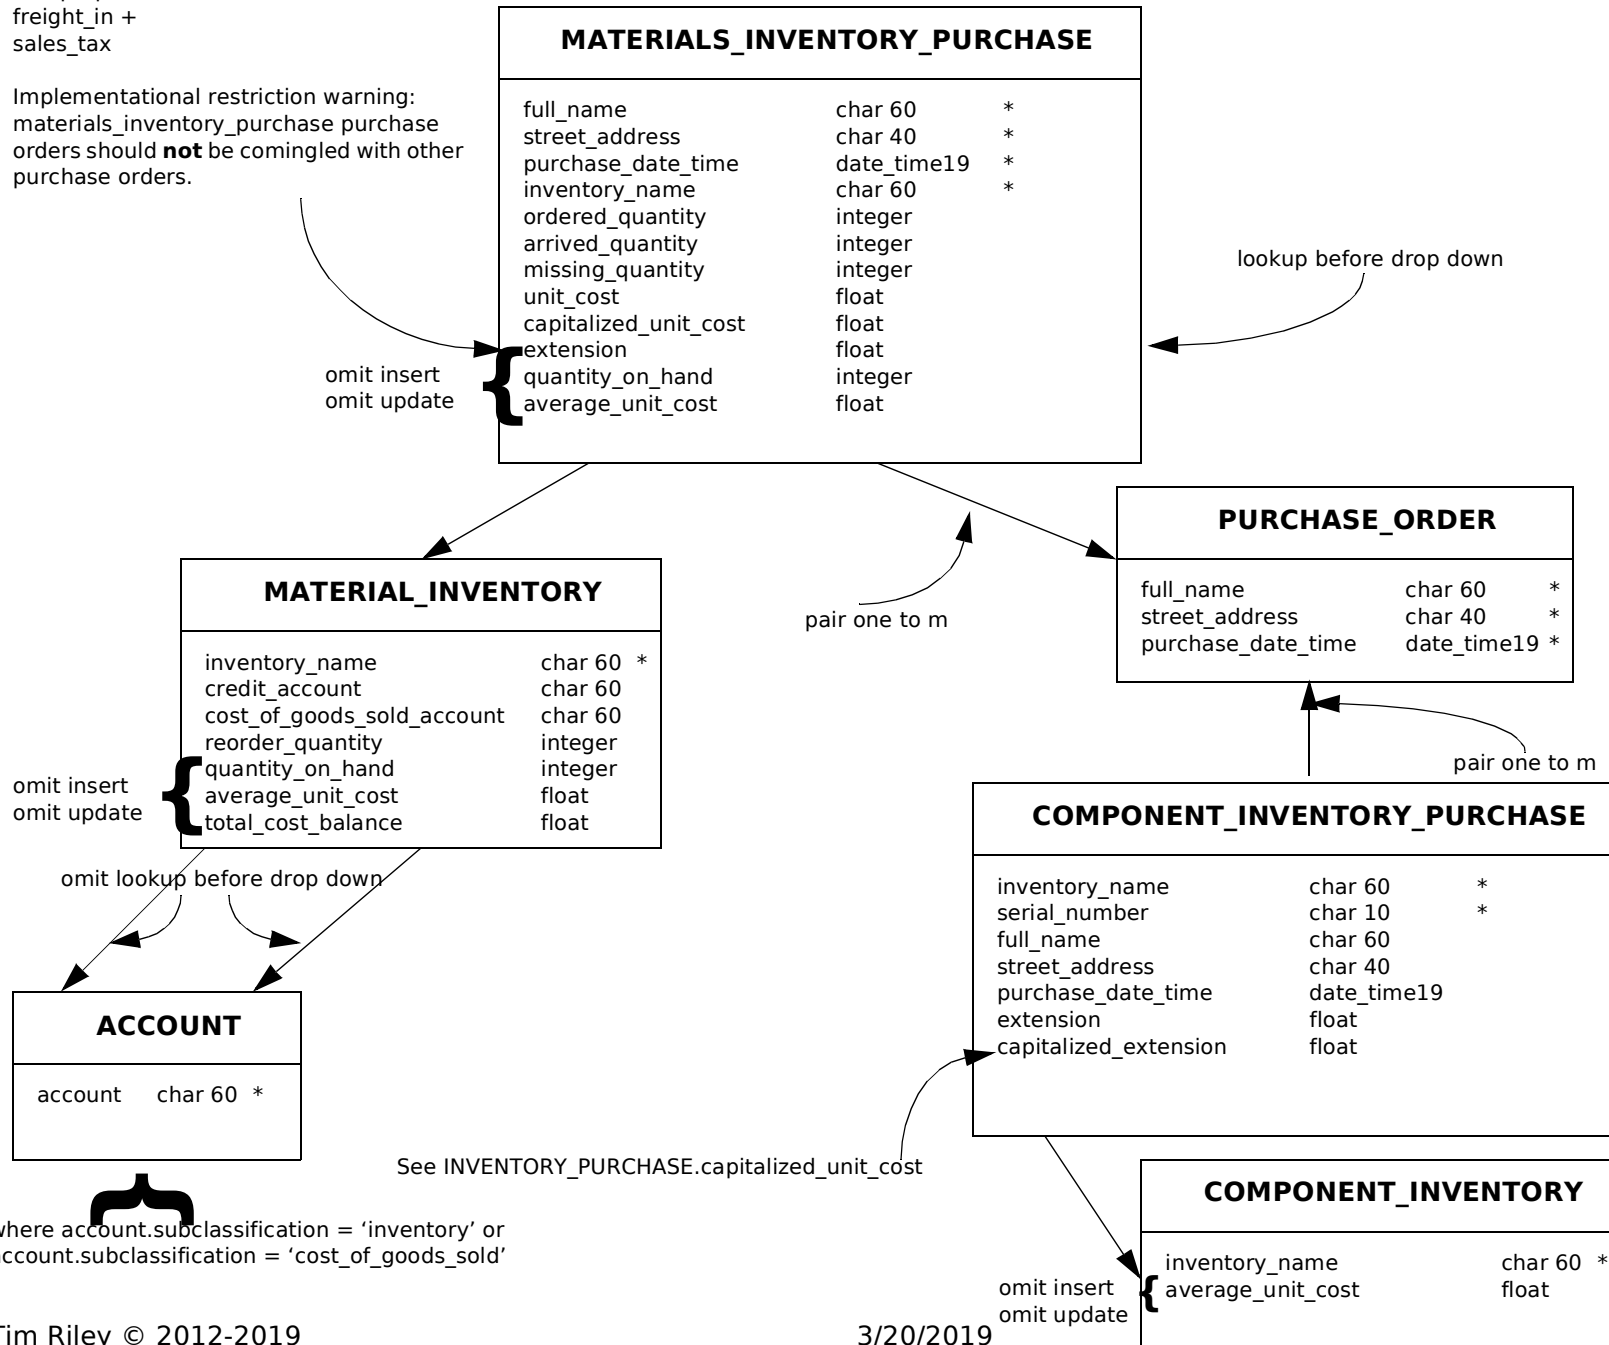 freight_in +
sales_tax
Implementational restriction warning:
materials_inventory_purchase purchase
orders should not be comingled with other
purchase orders.
MATERIALS_INVENTORY_PURCHASE
full_name char 60 *
street_address char 40 *
purchase_date_time date_time19 *
inventory_name char 60 *
ordered_quantity integer
arrived_quantity integer
missing_quantity integer
unit_cost float
capitalized_unit_cost float
extension float
quantity_on_hand integer
average_unit_cost float
omit insert
omit update
lookup before drop down
pair one to m
PURCHASE_ORDER
full_name char 60 *
street_address char 40 *
purchase_date_time date_time19 *
MATERIAL_INVENTORY
inventory_name char 60 *
credit_account char 60
cost_of_goods_sold_account char 60
reorder_quantity integer
quantity_on_hand integer
average_unit_cost float
total_cost_balance float
omit insert
omit update
omit lookup before drop down
pair one to m
COMPONENT_INVENTORY_PURCHASE
inventory_name char 60 *
serial_number char 10 *
full_name char 60
street_address char 40
purchase_date_time date_time19
extension float
capitalized_extension float
ACCOUNT
account char 60 *
See INVENTORY_PURCHASE.capitalized_unit_cost
where account.subclassification = ‘inventory’ or
account.subclassification = ‘cost_of_goods_sold’
COMPONENT_INVENTORY
inventory_name char 60 *
average_unit_cost float
omit insert
omit update
Tim Riley © 2012-2019
3/20/2019